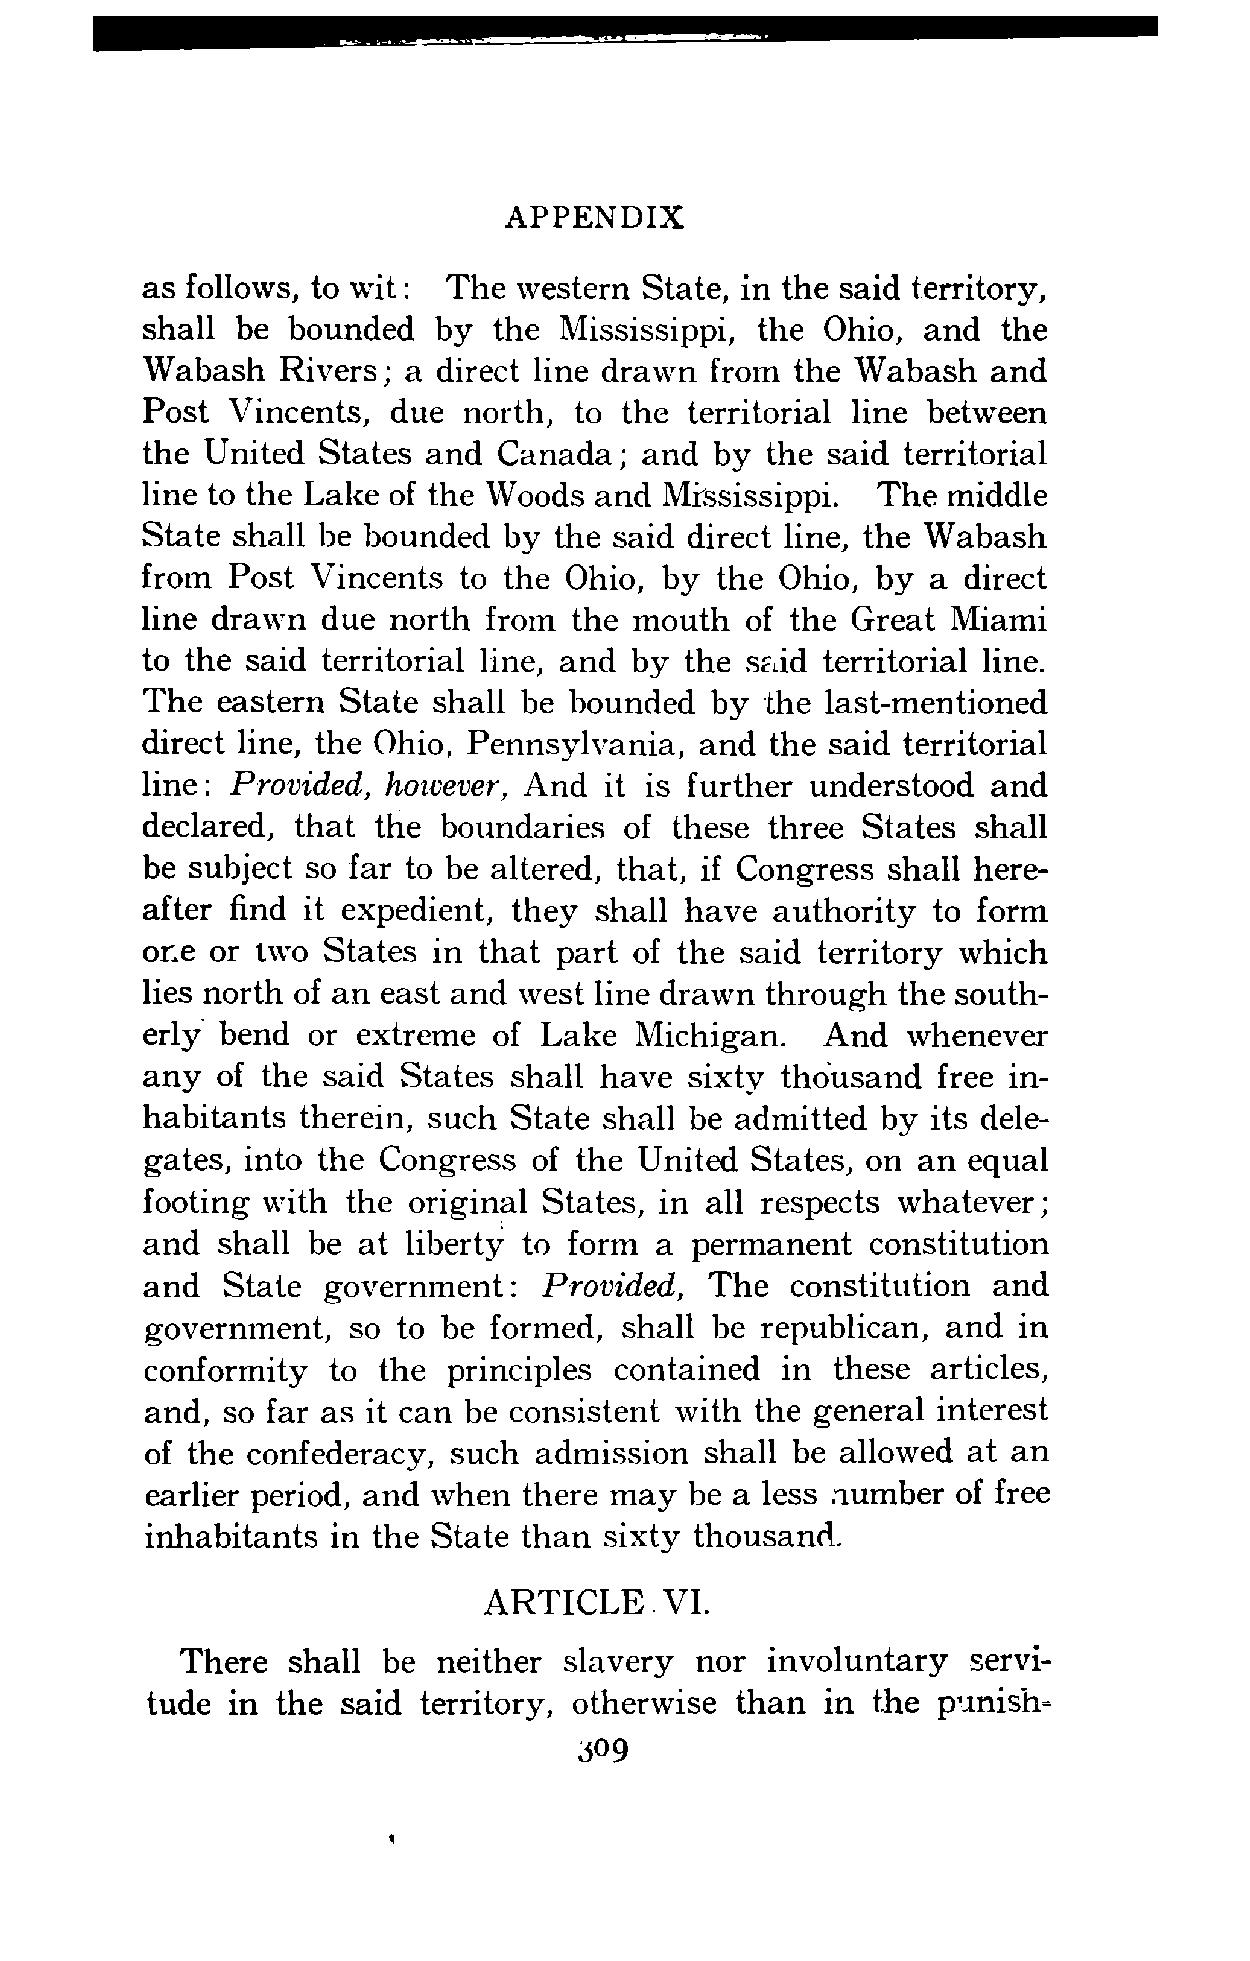 APPENDIX
as follows, to wit: The western State, in the said territory,
shall be bounded by the Mississippi, the Ohio, and the
Wabash Rivers; a direct line drawn from the Wabash and
Post Vincents, due north, to the territorial line between
the United States and Canada; and by the said territorial
line to the Lake of the Woods and Mississippi. The middle
State shall be bounded by the said direct line, the Wabash
from Post Vincents to the Ohio, by the Ohio, by a direct
line drawn due north from the mouth of the Great Miami
to the said territorial line, and by the said territorial line.
The eastern State shall be bounded by the last-mentioned
direct line, the Ohio, Pennsylvania, and the said territorial
line: Provided, however, And it is further understood and
declared, that the boundaries of these three States shall
be subject so far to be altered, that, if Congress shall here-
after find it expedient, they shall have authority to form
one or two States in that part of the said territory which
lies north of an east and west line drawn through the south-
erly bend or extreme of Lake Michigan. And whenever
any of the said States shall have sixty thousand free in-
habitants therein, such State shall be admitted by its dele-
gates, into the Congress of the United States, on an equal
footing with the original States, in all respects whatever;
and shall be at liberty to form a permanent constitution
and State government: Provided, The constitution and
government, so to be formed, shall be republican, and in
conformity to the principles contained in these articles,
and, so far as it can be consistent with the general interest
of the confederacy, such admission shall be allowed at an
earlier period, and when there may be a less number of free
inhabitants in the State than sixty thousand.
ARTICLE VI.
There shall be neither slavery nor involuntary servi-
tude in the said territory, otherwise than in the punish-
309